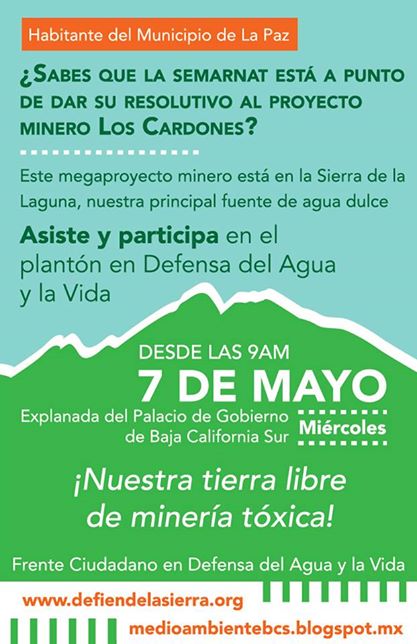 Habitante del Municipio de La Paz
¿SABES QUE LA SEMARNAT ESTÁ A PUNTO
DE DAR SU RESOLUTIVO AL PROYECTO
MINERO LOS CARDONES?
Este megaproyecto minero está en la Sierra de la
Laguna, nuestra principal fuente de agua dulce
Asiste y participa en el
plantón en Defensa del Agua
y la Vida
DESDE LAS 9AM
7 DE MAYO
Explanada del Palacio de Gobierno
de Baja California Sur
Miércoles
¡Nuestra tierra libre
de minería tóxica!
Frente Ciudadano en Defensa del Agua y la Vida
www.defiendelasierra.org
medioambientebcs.blogspot.mx